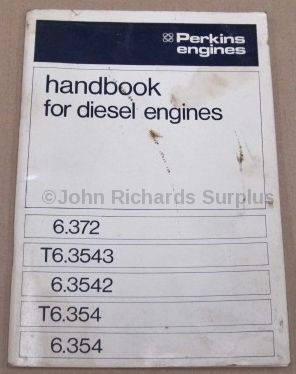 Perkins
engines
handbook
for diesel engines
©John Richards Surplus
6.372
T6.3543
6.3542
T6.354
6.354